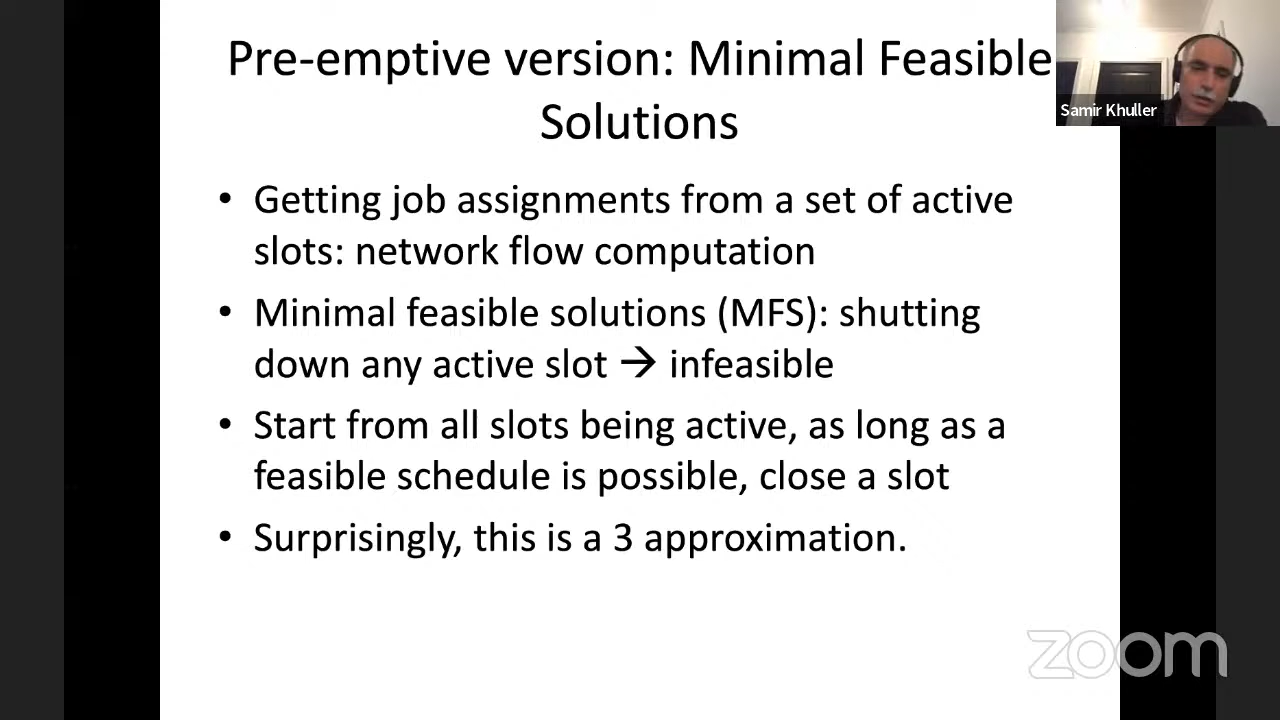 Pre-emptive version: Minimal Feasible
Solutions
• Getting job assignments from a set of active
slots: network flow computation
• Minimal feasible solutions (MFS): shutting
down any active slot → infeasible
• Start from all slots being active, as long as a
feasible schedule is possible, close a slot
• Surprisingly, this is a 3 approximation.
Samir Khuller
zoom